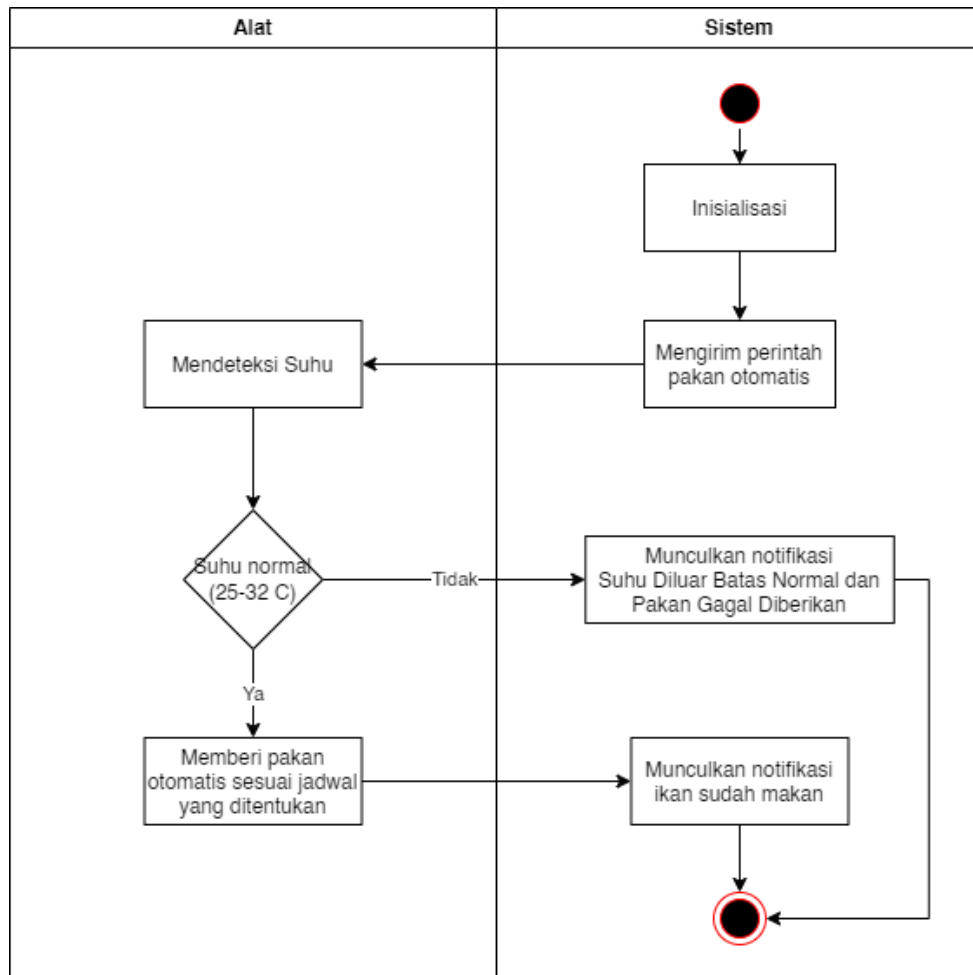 Alat
Sistem
Inisialisasi
Mengirim perintah
pakan otomatis
Mendeteksi Suhu
Suhu normal
(25-32 C)
Tidak
Munculkan notifikasi
Suhu Diluar Batas Normal dan
Pakan Gagal Diberikan
Ya
Memberi pakan
otomatis sesuai jadwal
yang ditentukan
Munculkan notifikasi
ikan sudah makan